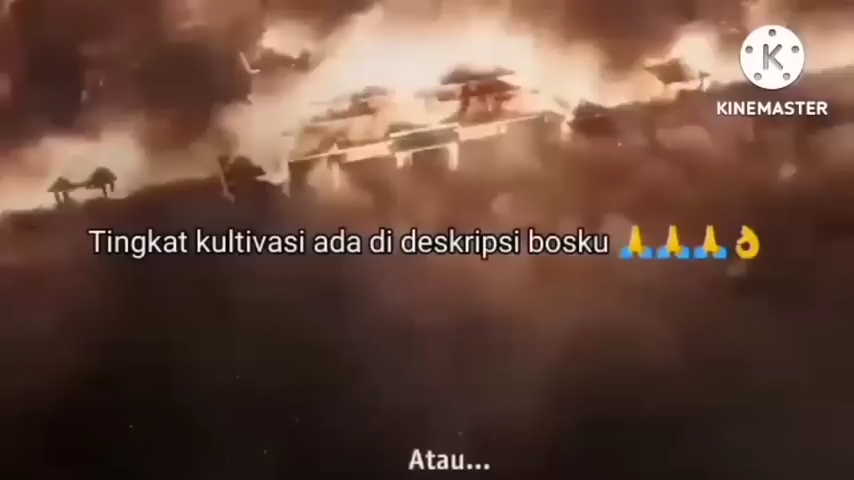 KINEMASTER
Tingkat kultivasi ada di deskripsi bosku 🙏🙏🙏👌
Atau...